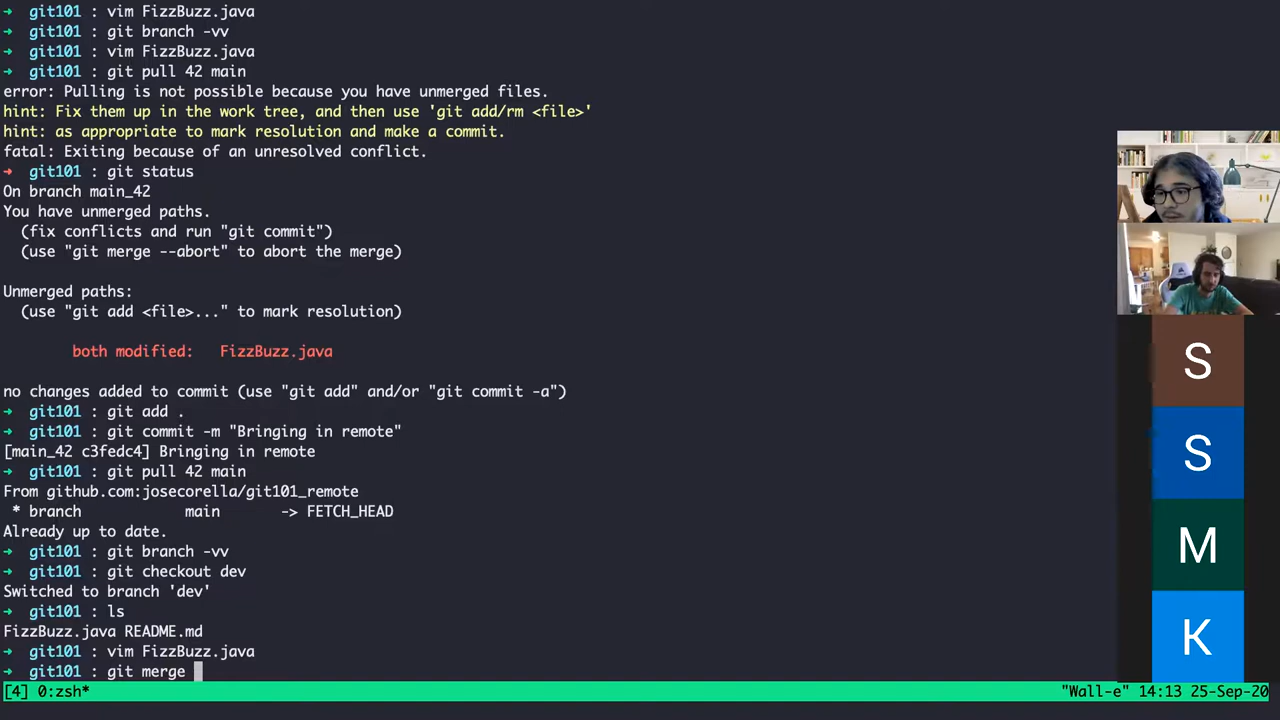 ➜  git101 : vim FizzBuzz.java
➜  git101 : git branch -vv
➜  git101 : vim FizzBuzz.java
➜  git101 : git pull 42 main
error: Pulling is not possible because you have unmerged files.
hint: Fix them up in the work tree, and then use 'git add/rm <file>'
hint: as appropriate to mark resolution and make a commit.
fatal: Exiting because of an unresolved conflict.
➜  git101 : git status
On branch main_42
You have unmerged paths.
  (fix conflicts and run "git commit")
  (use "git merge --abort" to abort the merge)
Unmerged paths:
  (use "git add <file>..." to mark resolution)
        both modified:   FizzBuzz.java
no changes added to commit (use "git add" and/or "git commit -a")
➜  git101 : git add .
➜  git101 : git commit -m "Bringing in remote"
[main_42 c3fedc4] Bringing in remote
➜  git101 : git pull 42 main
From github.com:josecorella/git101_remote
 * branch            main       -> FETCH_HEAD
Already up to date.
➜  git101 : git branch -vv
➜  git101 : git checkout dev
Switched to branch 'dev'
➜  git101 : ls
FizzBuzz.java README.md
➜  git101 : vim FizzBuzz.java
➜  git101 : git merge
[4] 0:zsh* "Wall-e" 14:13 25-Sep-20
S
S
M
K